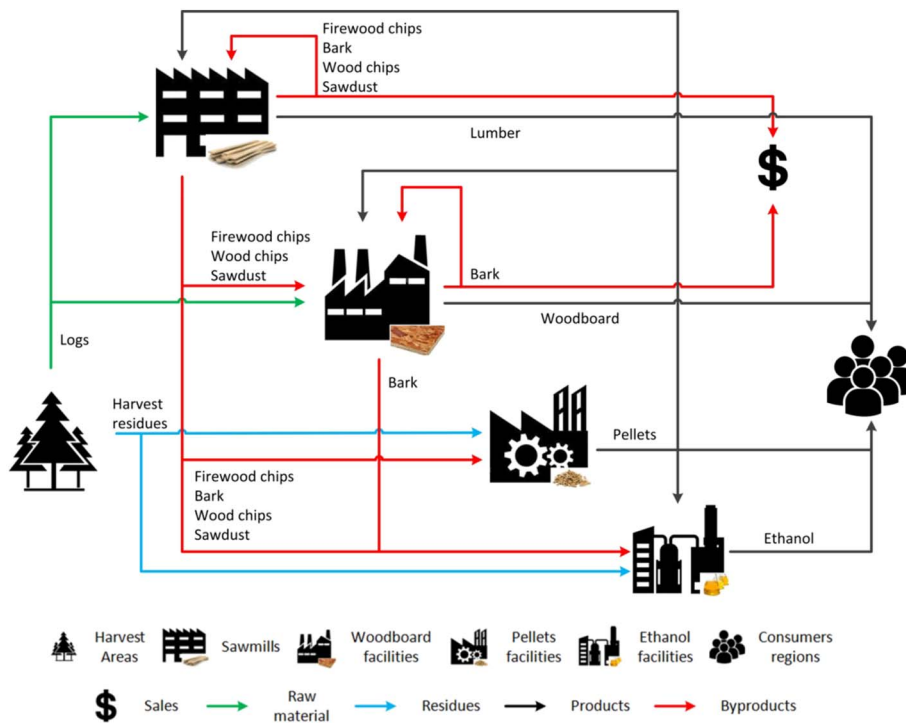 Firewood chips
Bark
Wood chips
Sawdust
Lumber
$
Firewood chips
Wood chips
Sawdust
Bark
Woodboard
Logs
Bark
Harvest
residues
Pellets
Firewood chips
Bark
Wood chips
Sawdust
Ethanol
Harvest
Areas
Sawmills
Woodboard
facilities
Pellets
facilities
Ethanol
facilities
Consumers
regions
$
Sales
Raw
material
Residues
Products
Byproducts